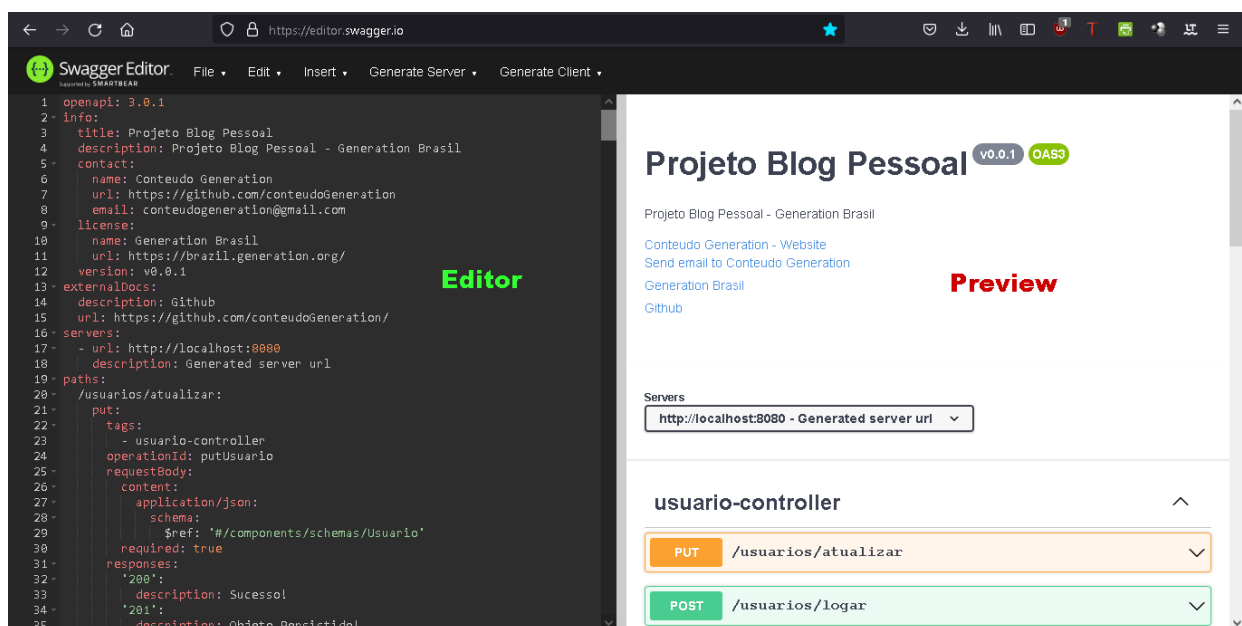 https://editor.swagger.io
1
Swagger Editor.
Supported by SMARTBEAR
File Edit Insert Generate Server Generate Client
1 openapi: 3.0.1
2 info:
3 title: Projeto Blog Pessoal
4 description: Projeto Blog Pessoal - Generation Brasil
5 contact:
6 name: Conteudo Generation
7 url: https://github.com/conteudoGeneration
8 email: conteudogeneration@gmail.com
9 license:
10 name: Generation Brasil
11 url: https://brazil.generation.org/
12 version: v0.0.1
13 externalDocs:
14 description: Github
15 url: https://github.com/conteudoGeneration/
16 servers:
17 - url: http://localhost:8080
18 description: Generated server url
19 paths:
20 /usuarios/atualizar:
21 put:
22 tags:
23 - usuario-controller
24 operationId: putUsuario
25 requestBody:
26 content:
27 application/json:
28 schema:
29 $ref: '#/components/schemas/Usuario'
30 required: true
31 responses:
32 '200':
33 description: Sucesso!
34 '201':
35 description: Objeto Persistido!
Editor
Projeto Blog Pessoal v0.0.1 OAS3
Projeto Blog Pessoal - Generation Brasil
Conteudo Generation - Website
Send email to Conteudo Generation
Generation Brasil
Github
Preview
Servers
http://localhost:8080 - Generated server url
usuario-controller
PUT /usuarios/atualizar
POST /usuarios/logar